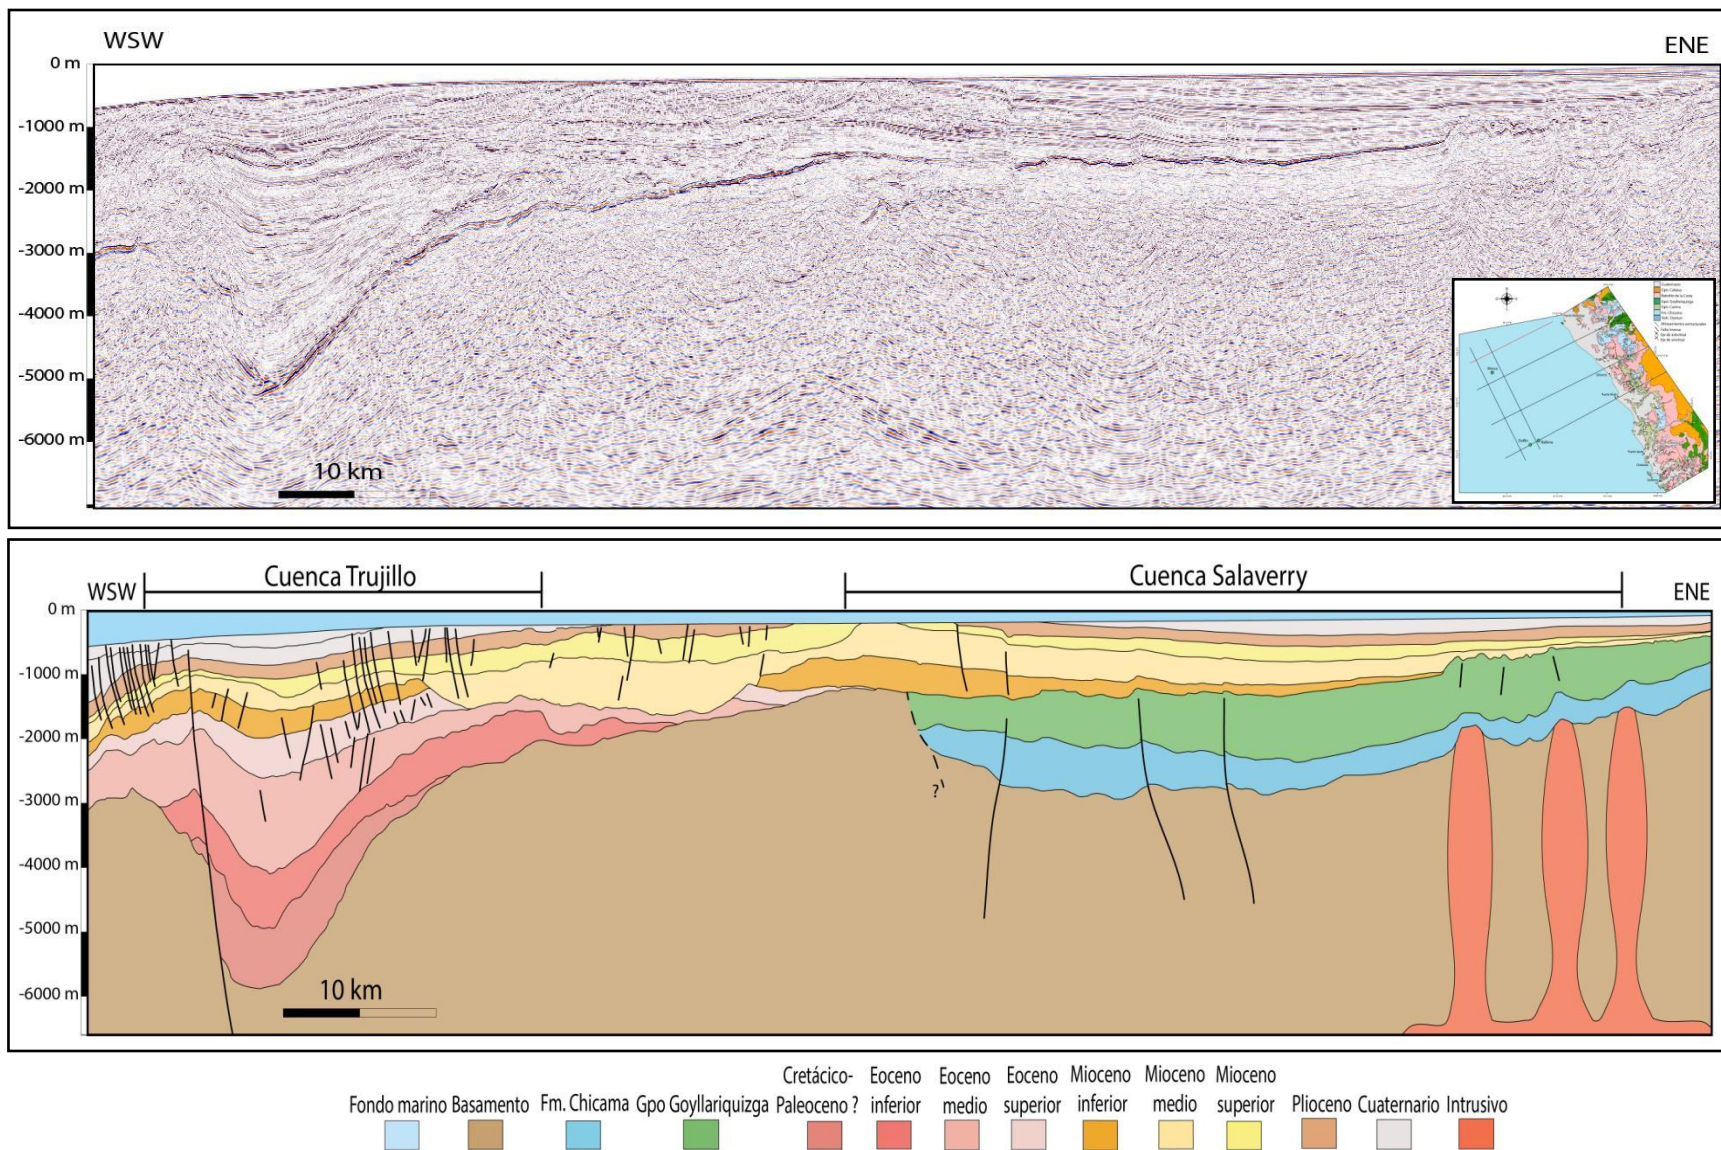 WSW
ENE
0 m
-1000 m
-2000 m
-3000 m
-4000 m
-5000 m
-6000 m
10 km
Cuenca Trujillo
Cuenca Salaverry
WSW
ENE
0 m
-1000 m
-2000 m
-3000 m
-4000 m
-5000 m
-6000 m
?
10 km
Fondo marino
Basamento
Fm. Chicama
Gpo Goyllariquizga
Cretácico-
Paleoceno ?
Eoceno
inferior
Eoceno
medio
Eoceno
superior
Mioceno
inferior
Mioceno
medio
Mioceno
superior
Plioceno
Cuaternario
Intrusivo